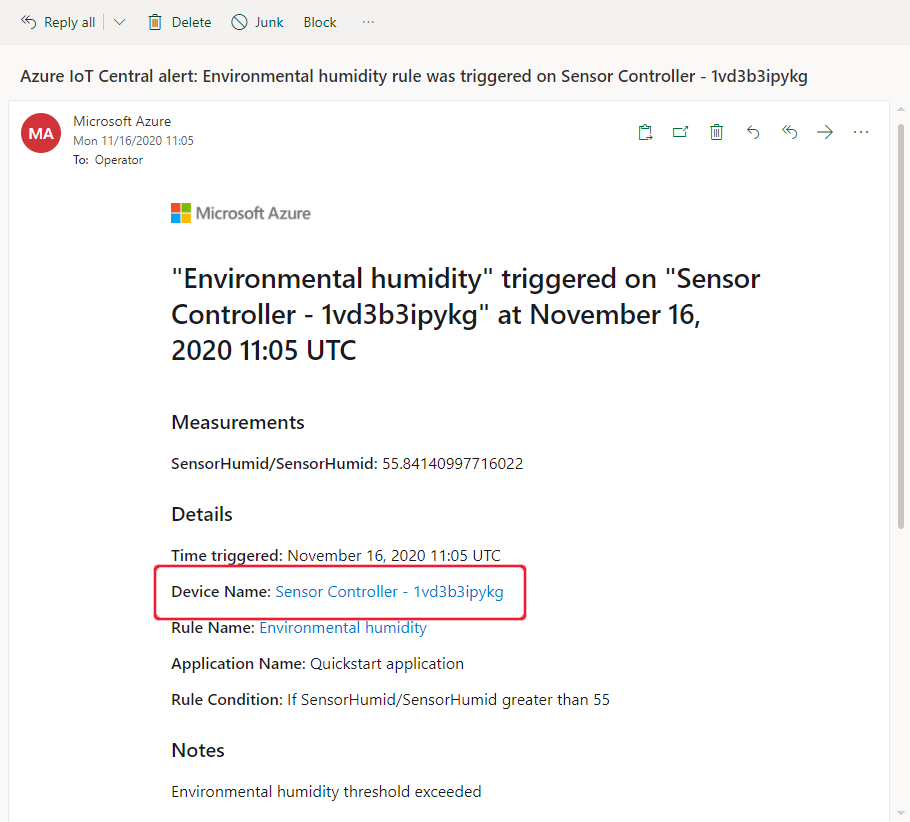 Reply all Delete Junk Block ...
Azure IoT Central alert: Environmental humidity rule was triggered on Sensor Controller - 1vd3b3ipykg
MA
Microsoft Azure
Mon 11/16/2020 11:05
To: Operator
Microsoft Azure
"Environmental humidity" triggered on "Sensor
Controller - 1vd3b3ipykg" at November 16,
2020 11:05 UTC
Measurements
SensorHumid/SensorHumid: 55.84140997716022
Details
Time triggered: November 16, 2020 11:05 UTC
Device Name: Sensor Controller - 1vd3b3ipykg
Rule Name: Environmental humidity
Application Name: Quickstart application
Rule Condition: If SensorHumid/SensorHumid greater than 55
Notes
Environmental humidity threshold exceeded